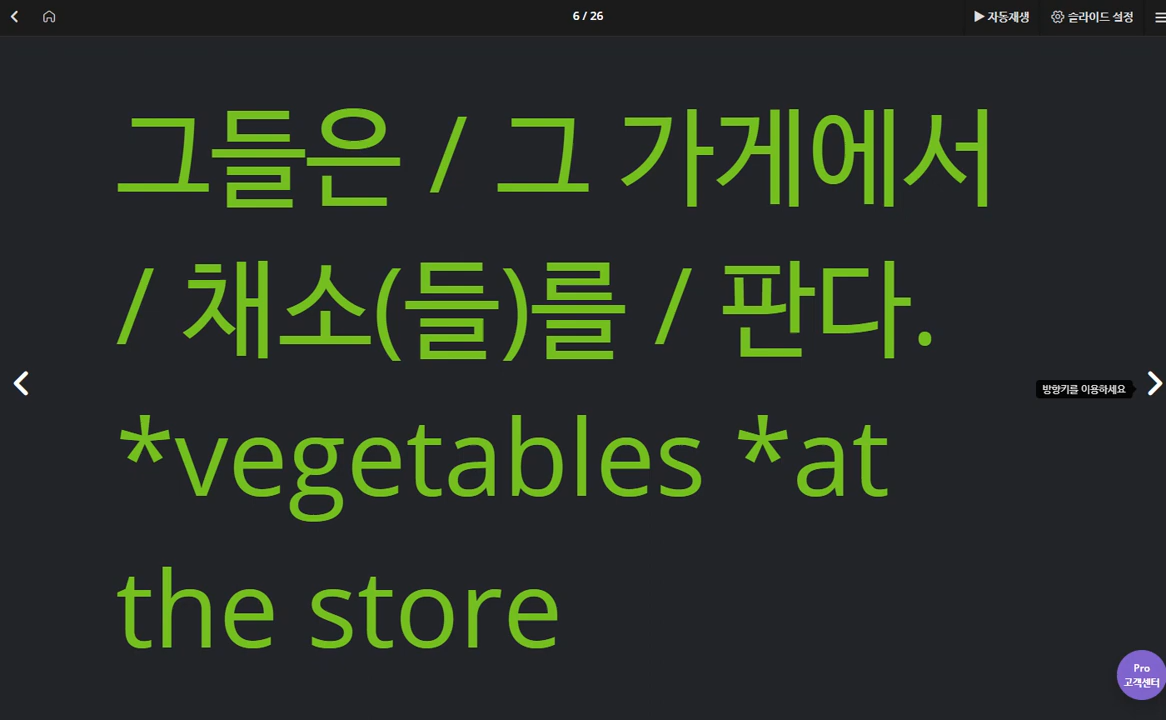 6 / 26
▶ 자동재생
슬라이드 설정
그들은 / 그 가게에서
/ 채소(들)를 / 판다.
*vegetables *at
the store
방향키를 이용하세요
Pro
고객센터